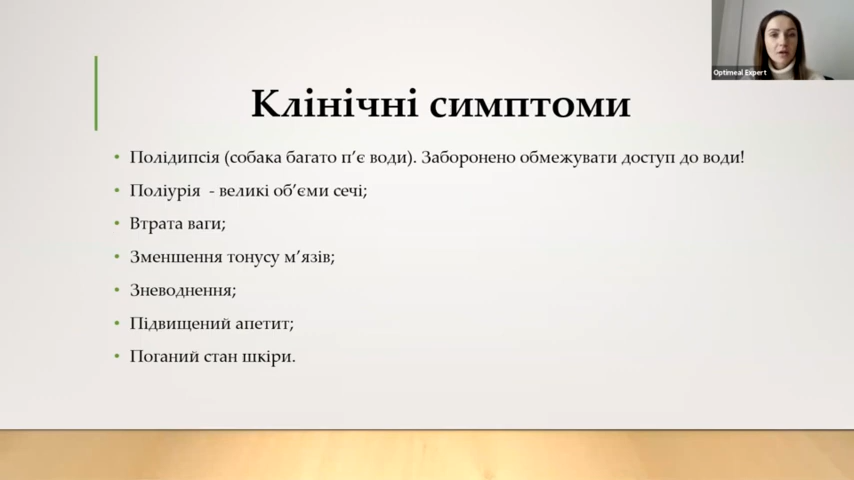 Optimeal Expert
Клінічні симптоми
• Полідипсія (собака багато п’є води). Заборонено обмежувати доступ до води!
• Поліурія - великі об’єми сечі;
• Втрата ваги;
• Зменшення тонусу м’язів;
• Зневоднення;
• Підвищений апетит;
• Поганий стан шкіри.